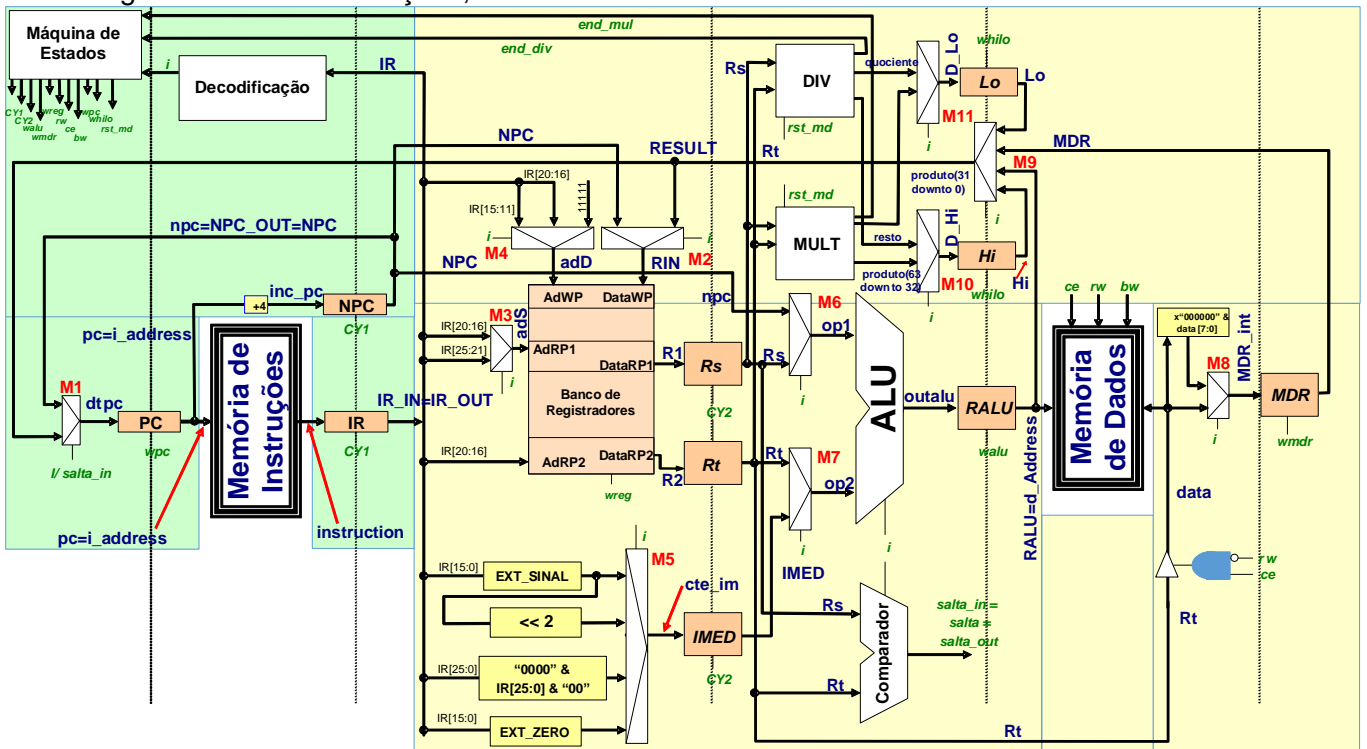 Máquina de
Estados
i
Decodificação
IR
end_mul
end_div
CY1
CY2
walu
wmdr
wreg
rw
ce
bw
wpc
whilo
rst_md
Rs
DIV
quociente
rst_md
D_Lo
whilo
Lo
Lo
M11
i
NPC
RESULT
Rt
MDR
M9
produto(31
downto 0)
i
IR[20:16]
IR[15:11]
11111
rst_md
MULT
resto
D_Hi
Hi
Hi
whilo
M10
produto(63
downto 32)
i
npc=NPC_OUT=NPC
i
M4
adD
RIN
M2
i
NPC
npc
inc_pc
+4
NPC
CY1
pc=i_address
M1
dtpc
PC
wpc
I/ salta_in
Memória de
Instruções
IR
CY1
IR_IN=IR_OUT
pc=i_address
instruction
AdWP
DataWP
M3
adS
IR[20:16]
IR[25:21]
i
AdRP1
DataRP1
R1
Rs
CY2
Banco de
Registradores
IR[20:16]
AdRP2
DataRP2
R2
Rt
wreg
M6
op1
Rs
i
Rt
M7
op2
i
IMED
ALU
i
outalu
RALU
walu
RALU=d_Address
ce
rw
bw
Memória
de Dados
x“000000” &
data [7:0]
M8
i
MDR_int
MDR
wmdr
data
rw
ce
Rt
i
M5
IR[15:0]
EXT_SINAL
<< 2
IR[25:0]
“0000” &
IR[25:0] & “00”
IR[15:0]
EXT_ZERO
cte_im
IMED
CY2
Rs
Rt
Comparador
salta_in =
salta =
salta_out
Rt